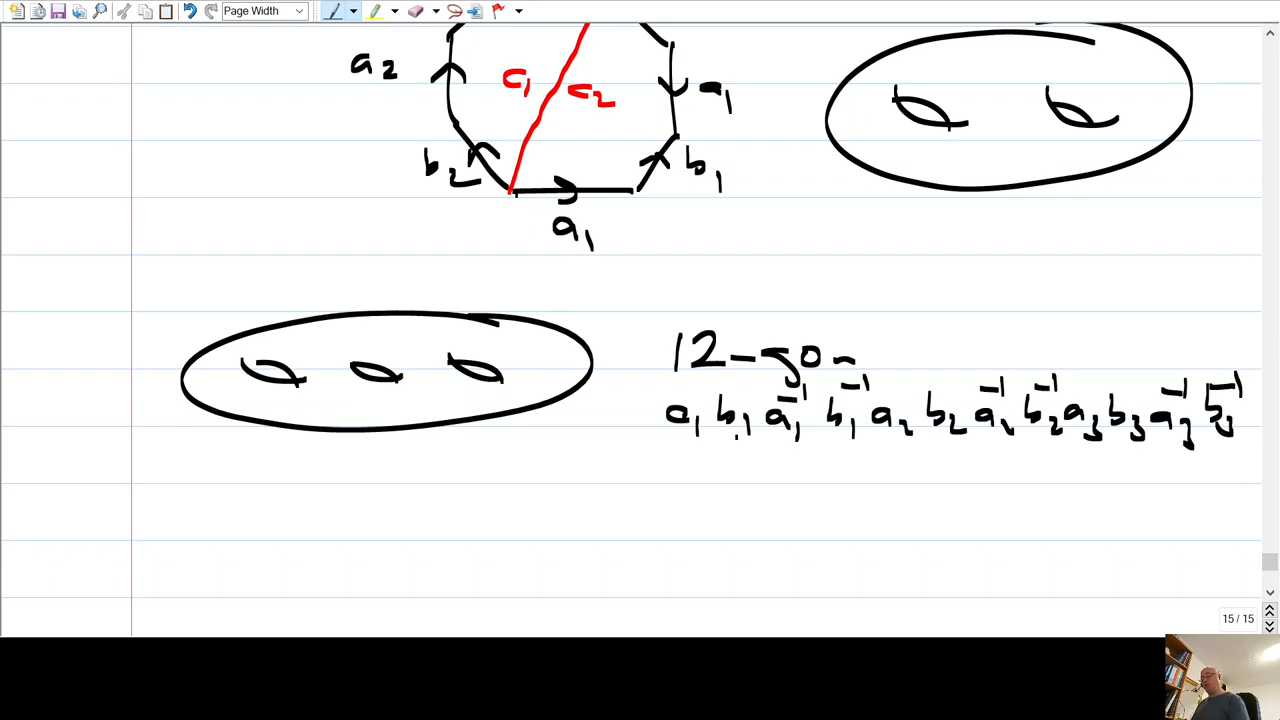 Page Width
a₂ c₁ c₂ a₁
b₂ b₁
a₁
12-gon
a₁ b₁ a₁⁻¹ b₁⁻¹ a₂ b₂ a₂⁻¹ b₂⁻¹ a₃ b₃ a₃⁻¹ b₃⁻¹
15 / 15